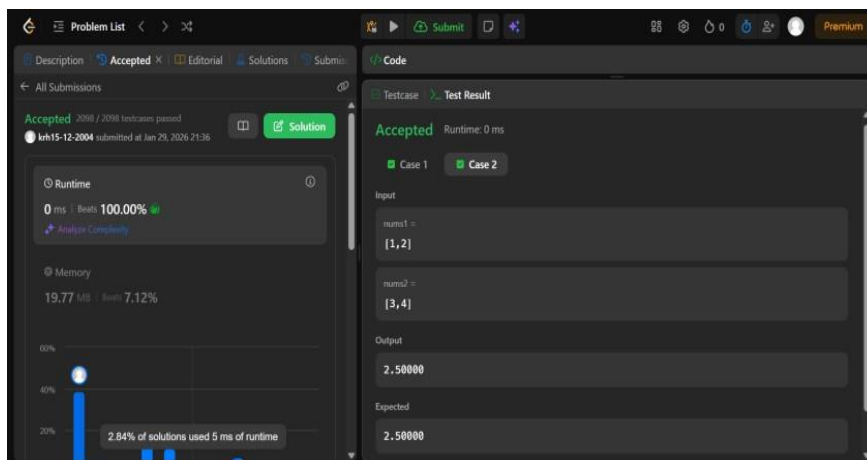 Problem List
Submit
0
Premium
Description
Accepted
Editorial
Solutions
Submis
</> Code
← All Submissions
Testcase
>_ Test Result
Accepted 2098 / 2098 testcases passed
krh15-12-2004 submitted at Jan 29, 2026 21:36
Solution
Accepted Runtime: 0 ms
Case 1
Case 2
Runtime
0 ms | Beats 100.00%
Analyze Complexity
Memory
19.77 MB | Beats 7.12%
60%
40%
20%
2.84% of solutions used 5 ms of runtime
Input
nums1 =
[1,2]
nums2 =
[3,4]
Output
2.50000
Expected
2.50000